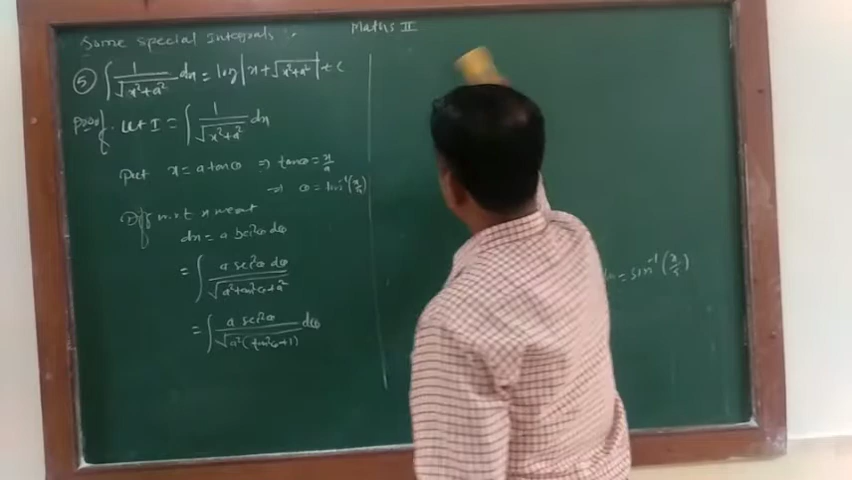 Some Special Integrals :-
Maths II
⑤ ∫ 1/√(x²+a²) dx = log |x + √(x²+a²)| + c
Proof. Let I = ∫ 1/√(x²+a²) dx
Put x = a tanθ ⇒ tanθ = x/a
⇒ θ = tan⁻¹(x/a)
Diff w.r.t x we get
dx = a sec²θ dθ
= ∫ a sec²θ dθ / √(a² tan²θ + a²)
= ∫ a sec²θ / √(a²(tan²θ+1)) dθ
= sin⁻¹(x/a)